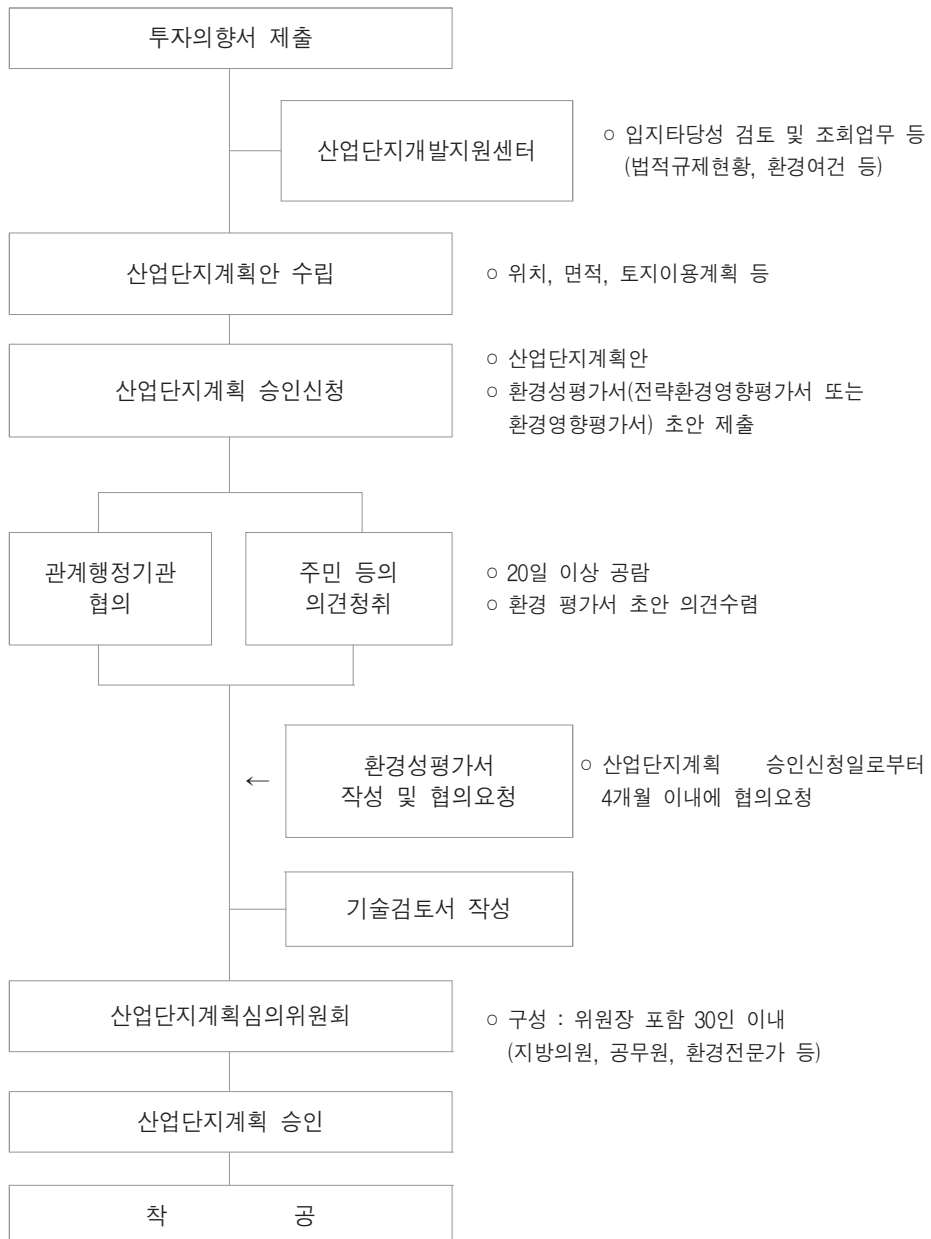 투자의향서 제출
산업단지개발지원센터
○ 입지타당성 검토 및 조회업무 등
(법적규제현황, 환경여건 등)
산업단지계획안 수립
○ 위치, 면적, 토지이용계획 등
산업단지계획 승인신청
○ 산업단지계획안
○ 환경성평가서(전략환경영향평가서 또는
환경영향평가서) 초안 제출
관계행정기관
협의
주민 등의
의견청취
○ 20일 이상 공람
○ 환경 평가서 초안 의견수렴
←
환경성평가서
작성 및 협의요청
○ 산업단지계획 승인신청일로부터
4개월 이내에 협의요청
기술검토서 작성
산업단지계획심의위원회
○ 구성 : 위원장 포함 30인 이내
(지방의원, 공무원, 환경전문가 등)
산업단지계획 승인
착 공